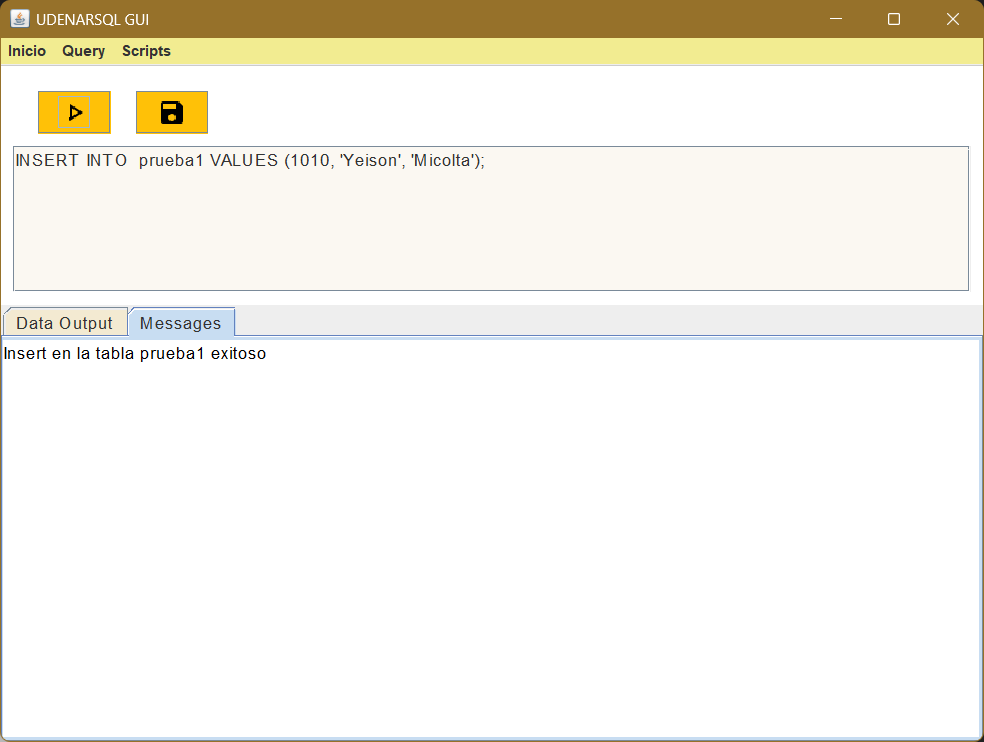 UDENARSQL GUI
Inicio Query Scripts
INSERT INTO  prueba1 VALUES (1010, 'Yeison', 'Micolta');
Data Output Messages
Insert en la tabla prueba1 exitoso